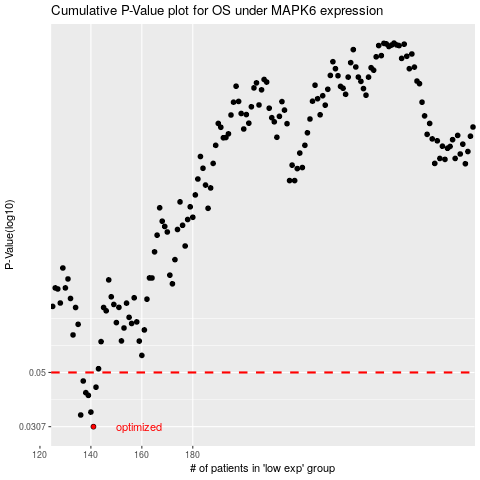 Cumulative P-Value plot for OS under MAPK6 expression
P-Value(log10)
0.05
0.0307
optimized
120 140 160 180
# of patients in 'low exp' group